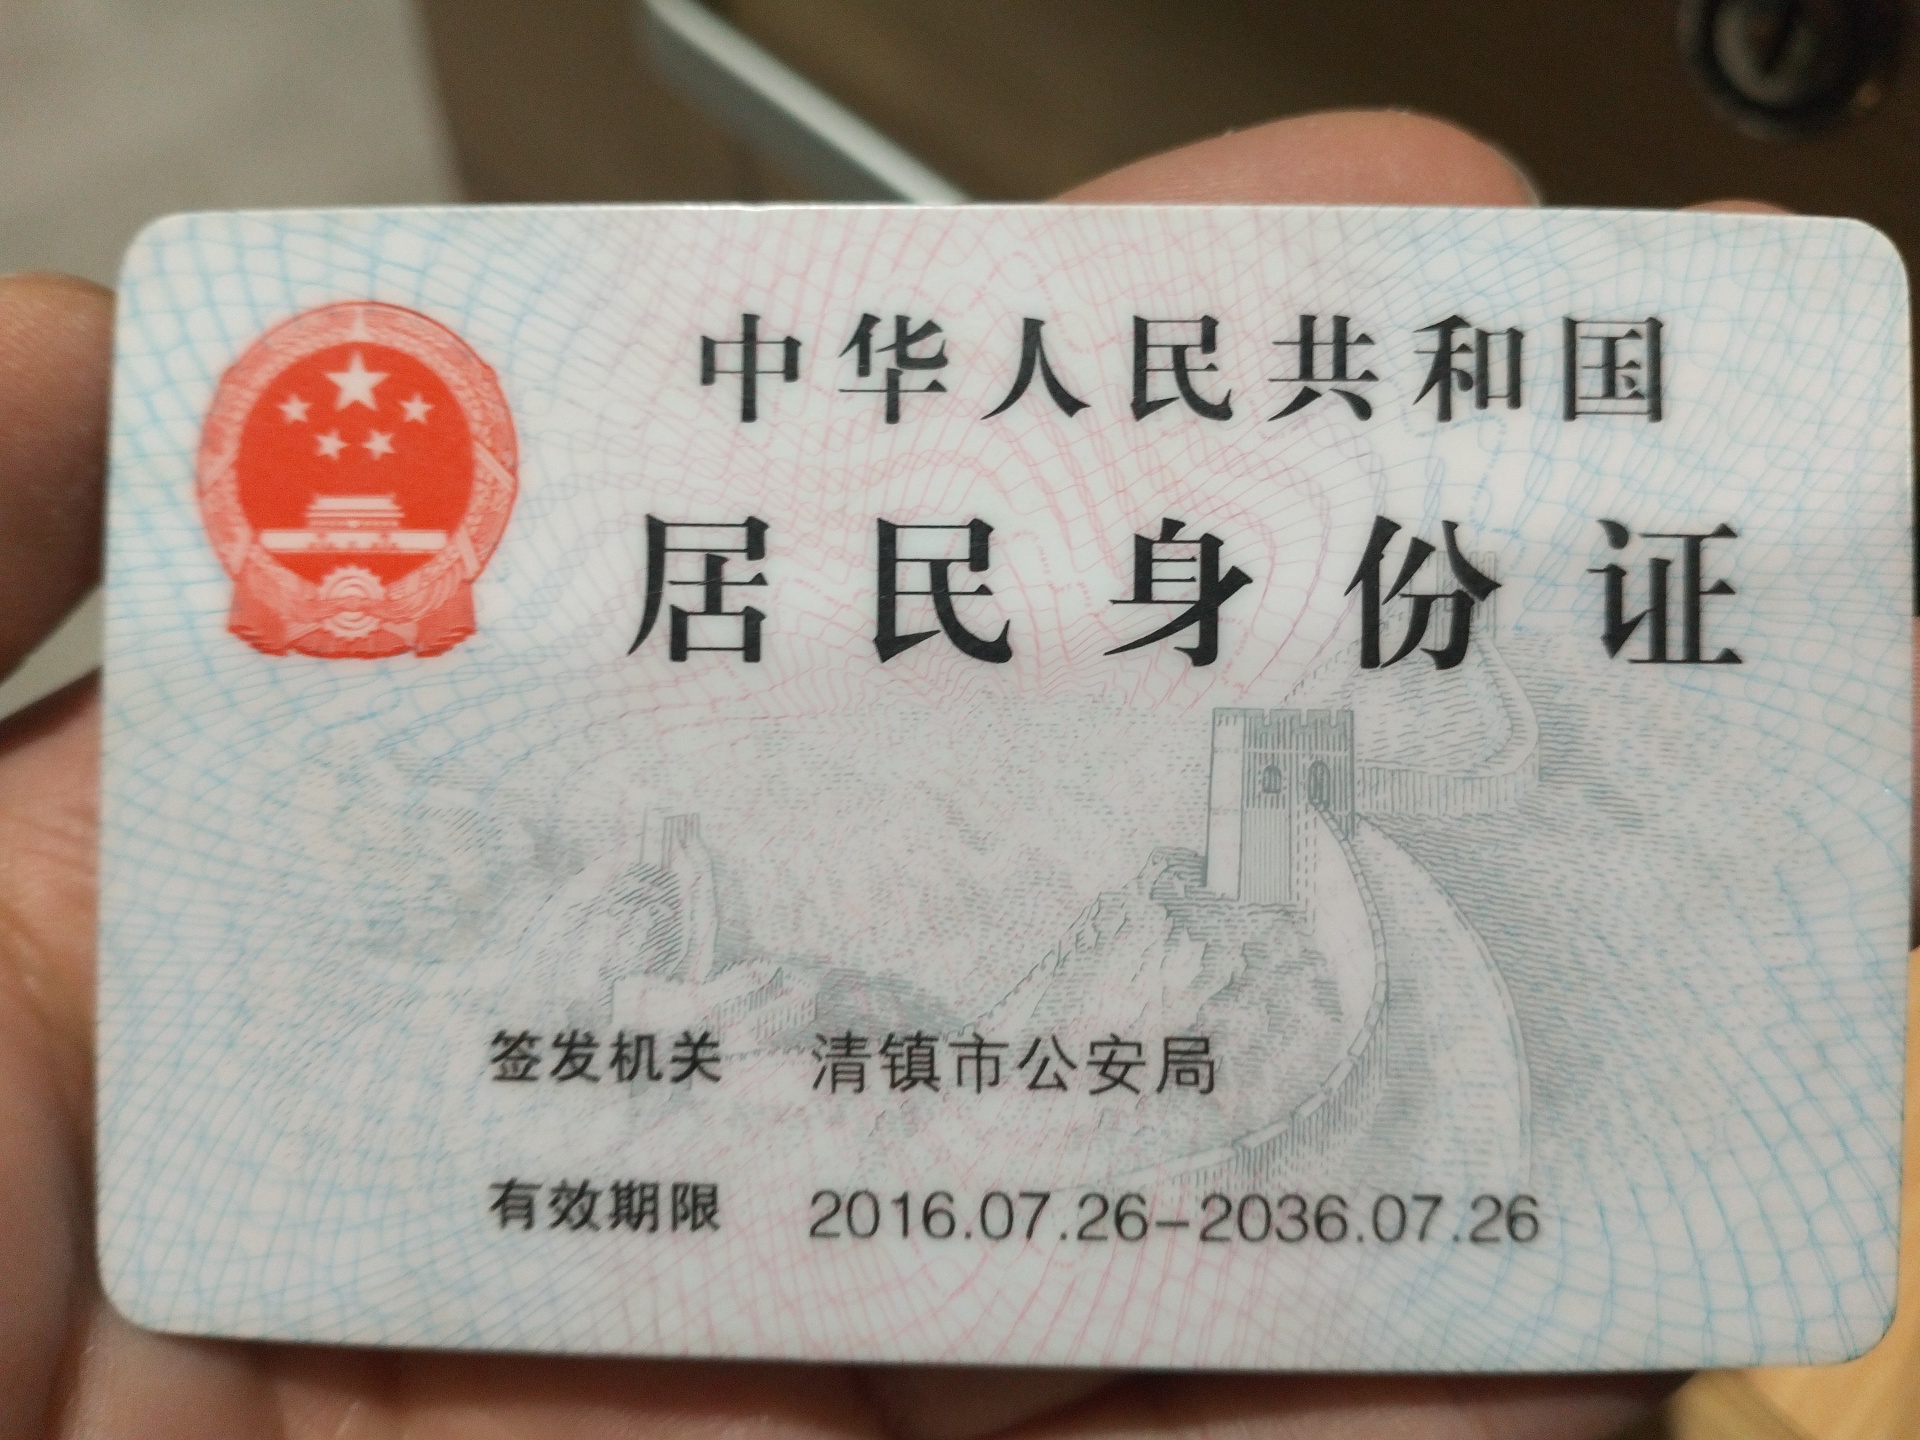 中华人民共和国
居民身份证
签发机关 清镇市公安局
有效期限 2016.07.26-2036.07.26